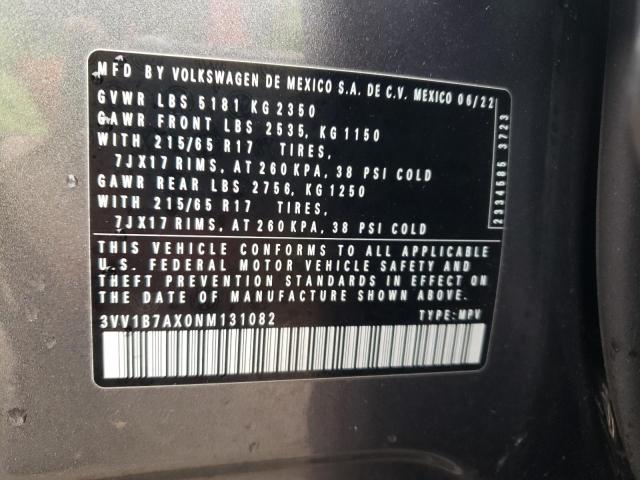 MFD BY VOLKSWAGEN DE MEXICO S.A. DE C.V. MEXICO 06/22
GVWR LBS 5181 KG 2350
GAWR FRONT LBS 2535, KG 1150
WITH 215/65 R17 TIRES,
7JX17 RIMS, AT 260 KPA, 38 PSI COLD
GAWR REAR LBS 2756, KG 1250
WITH 215/65 R17 TIRES,
7JX17 RIMS, AT 260 KPA, 38 PSI COLD
2334585 3723
THIS VEHICLE CONFORMS TO ALL APPLICABLE
U.S. FEDERAL MOTOR VEHICLE SAFETY AND
THEFT PREVENTION STANDARDS IN EFFECT ON THE
DATE OF MANUFACTURE SHOWN ABOVE.
3VV1B7AX0NM131082 TYPE: MPV